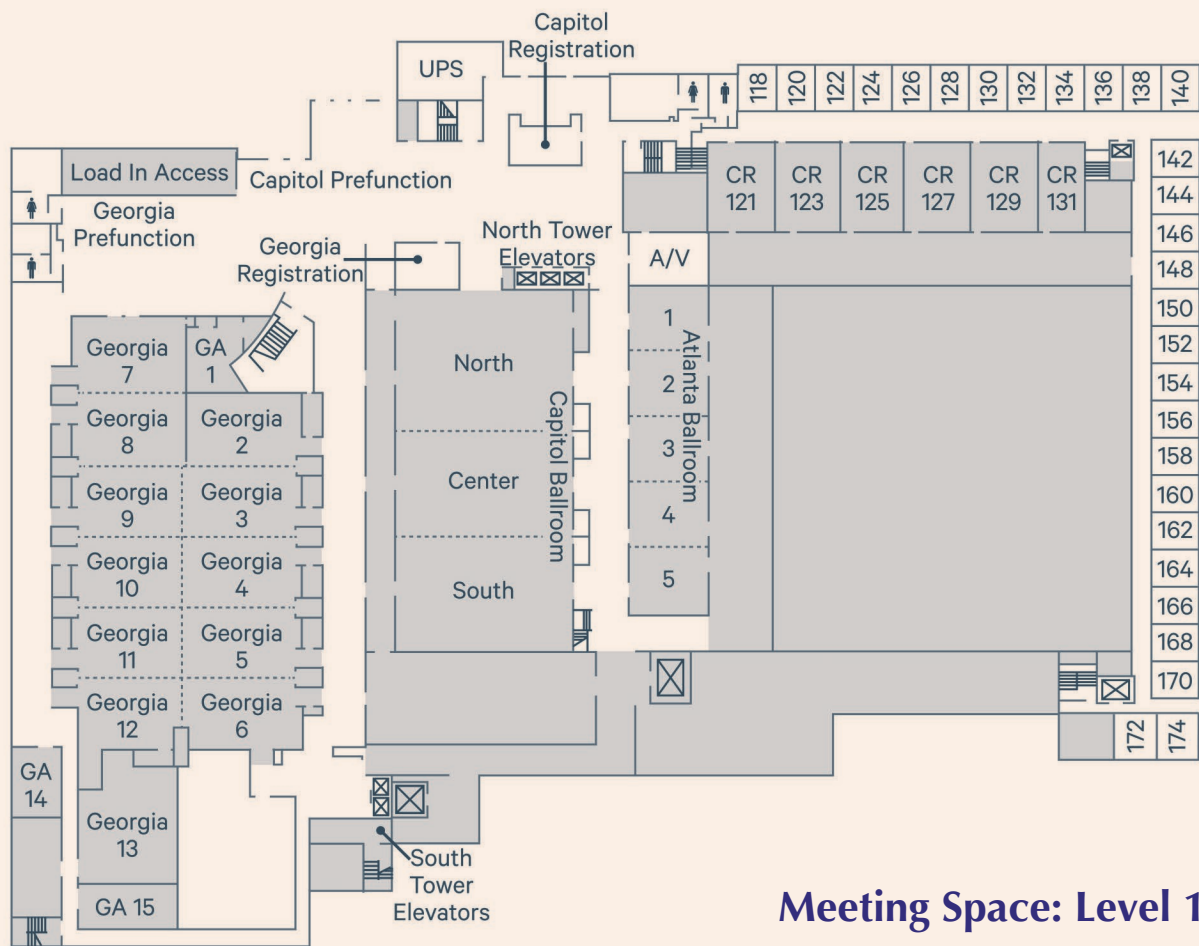 Capitol
Registration
UPS
118
120
122
124
126
128
130
132
134
136
138
140
Load In Access
Capitol Prefunction
Georgia
Prefunction
Georgia
Registration
North Tower
Elevators
CR
121
CR
123
CR
125
CR
127
CR
129
CR
131
A/V
142
144
146
148
150
152
154
156
158
160
162
164
166
168
170
172
174
Georgia
7
GA
1
Georgia
8
Georgia
2
Georgia
9
Georgia
3
Georgia
10
Georgia
4
Georgia
11
Georgia
5
Georgia
12
Georgia
6
GA
14
Georgia
13
GA 15
North
Center
South
Capitol Ballroom
1
2
3
4
5
Atlanta Ballroom
South
Tower
Elevators
Meeting Space: Level 1